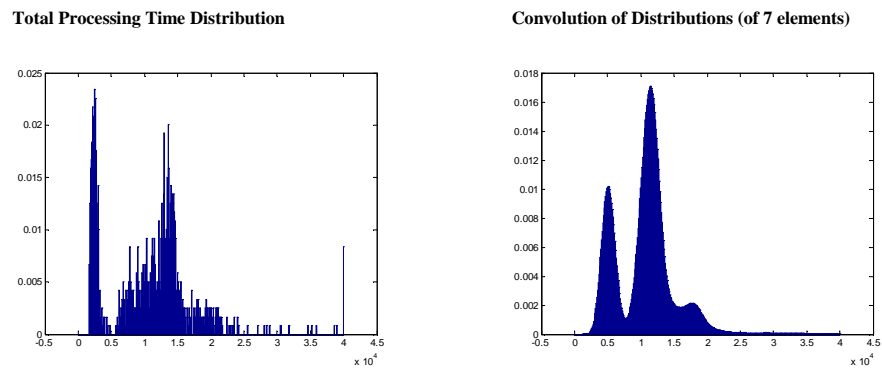 Total Processing Time Distribution
Convolution of Distributions (of 7 elements)
0.025
0.02
0.015
0.01
0.005
0
-0.5 0 0.5 1 1.5 2 2.5 3 3.5 4 4.5
x 10^4
0.018
0.016
0.014
0.012
0.01
0.008
0.006
0.004
0.002
0
-0.5 0 0.5 1 1.5 2 2.5 3 3.5 4 4.5
x 10^4